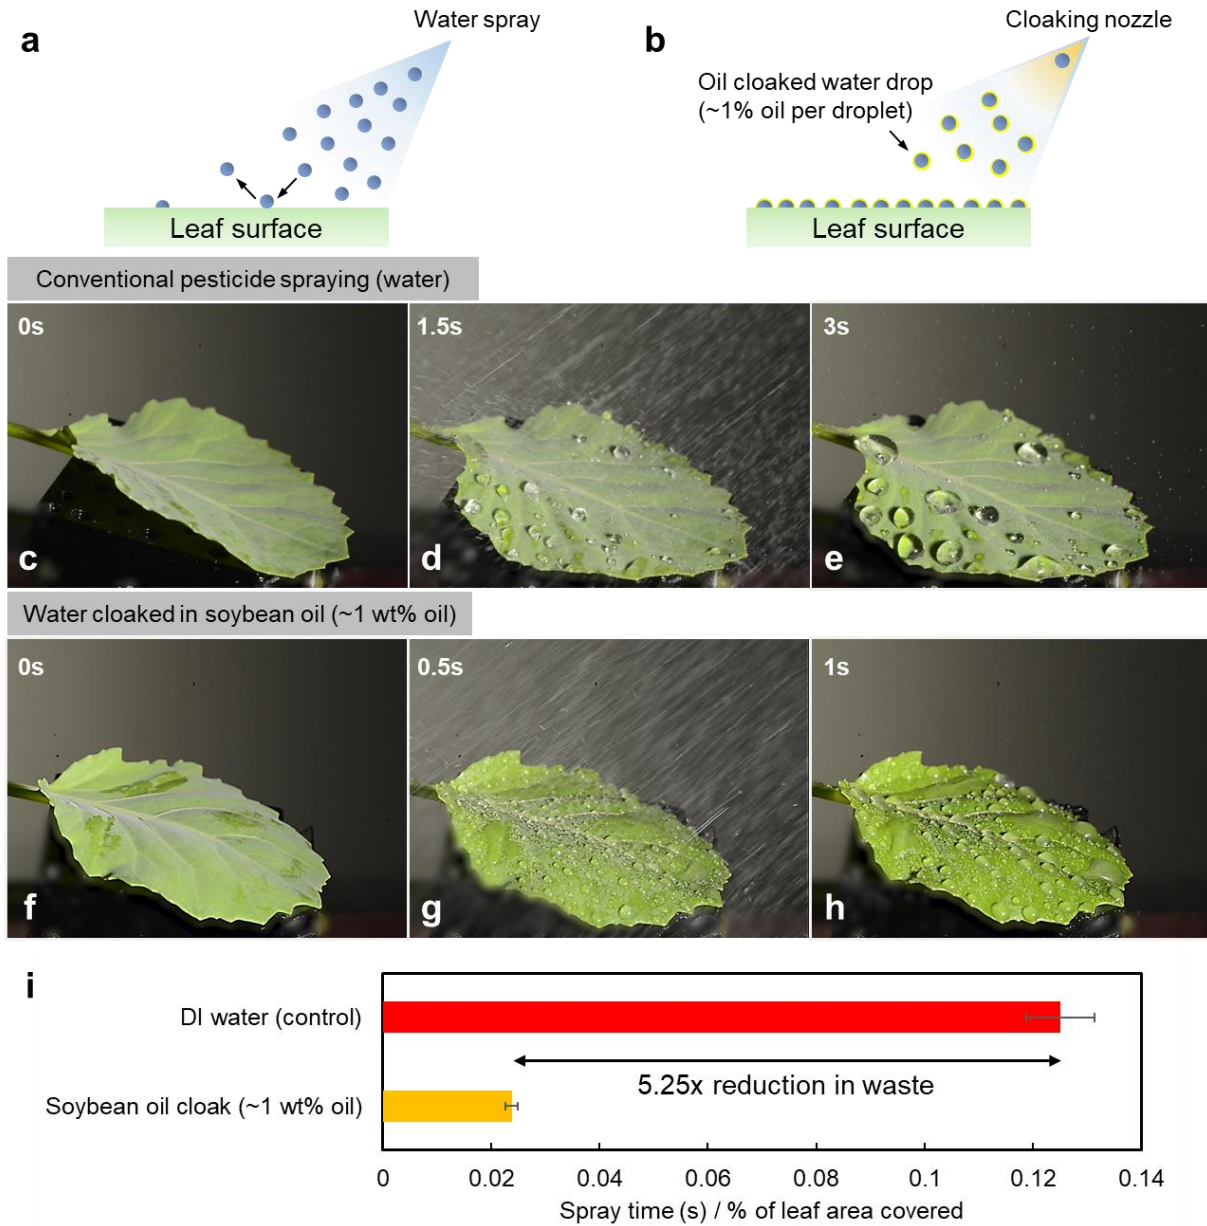 a
Water spray
Leaf surface
b
Cloaking nozzle
Oil cloaked water drop
(~1% oil per droplet)
Leaf surface
Conventional pesticide spraying (water)
0s
c
1.5s
d
3s
e
Water cloaked in soybean oil (~1 wt% oil)
0s
f
0.5s
g
1s
h
i
DI water (control)
5.25x reduction in waste
Soybean oil cloak (~1 wt% oil)
0 0.02 0.04 0.06 0.08 0.1 0.12 0.14
Spray time (s) / % of leaf area covered